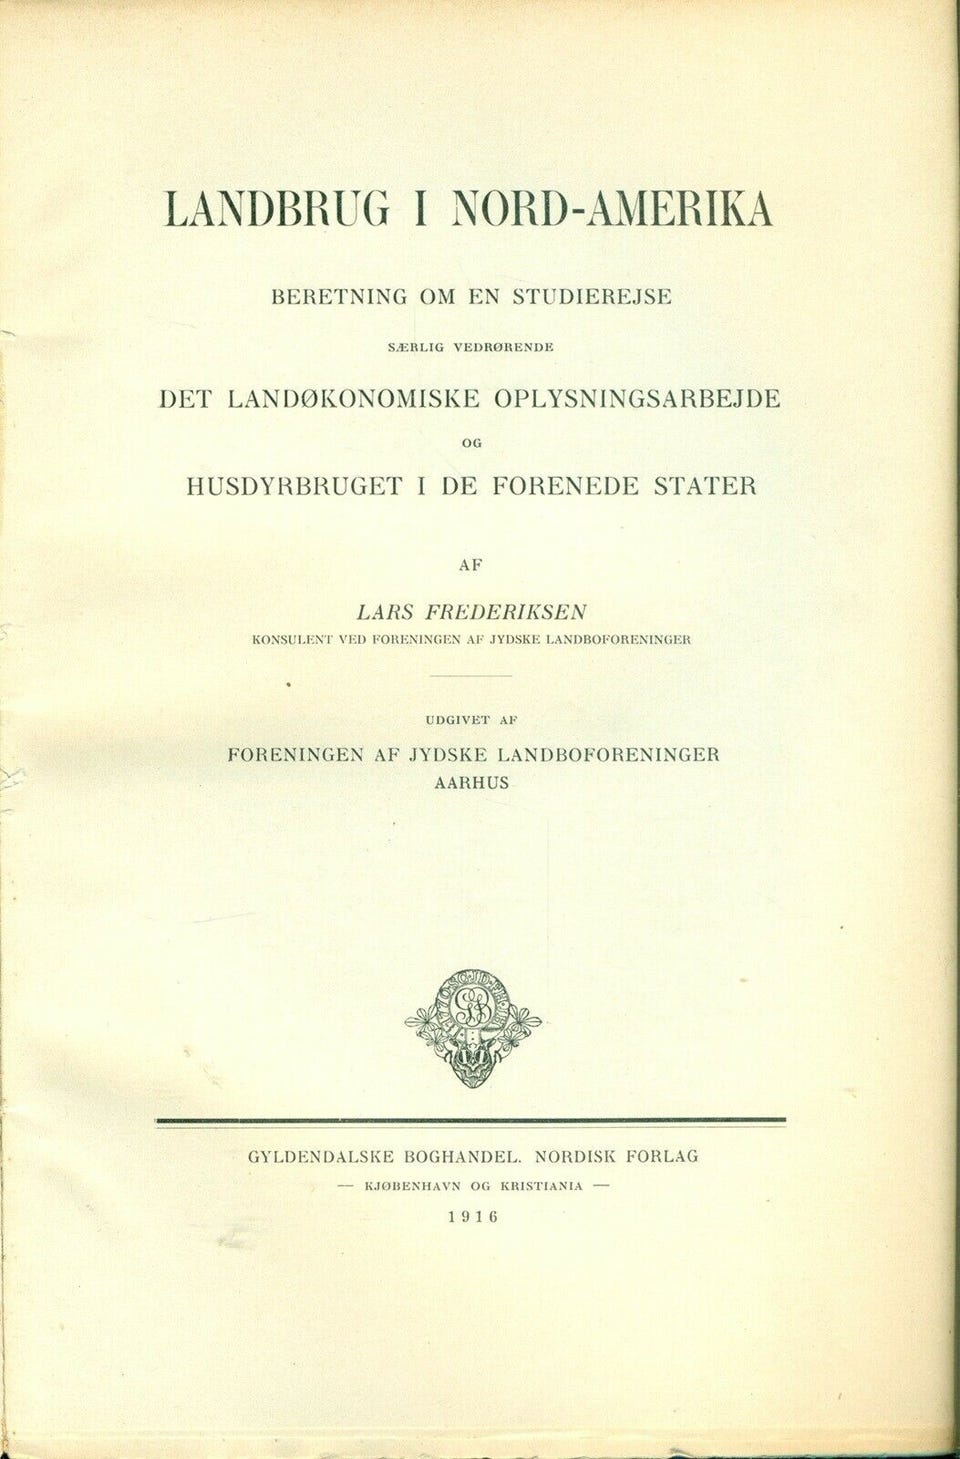 LANDBRUG I NORD-AMERIKA
BERETNING OM EN STUDIEREJSE
SÆRLIG VEDRØRENDE
DET LANDØKONOMISKE OPLYSNINGSARBEJDE
OG
HUSDYRBRUGET I DE FORENEDE STATER
AF
LARS FREDERIKSEN
KONSULENT VED FORENINGEN AF JYDSKE LANDBOFORENINGER
UDGIVET AF
FORENINGEN AF JYDSKE LANDBOFORENINGER
AARHUS
GYLDENDALSKE BOGHANDEL. NORDISK FORLAG
— KJØBENHAVN OG KRISTIANIA —
1916